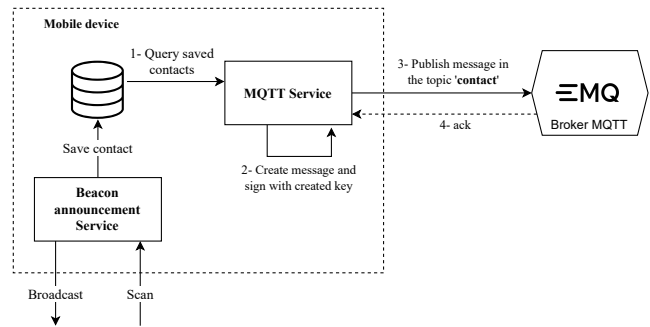 Mobile device
1- Query saved
contacts
MQTT Service
3- Publish message in
the topic 'contact'
EMQ
Broker MQTT
4- ack
Save contact
2- Create message and
sign with created key
Beacon
announcement
Service
Broadcast
Scan